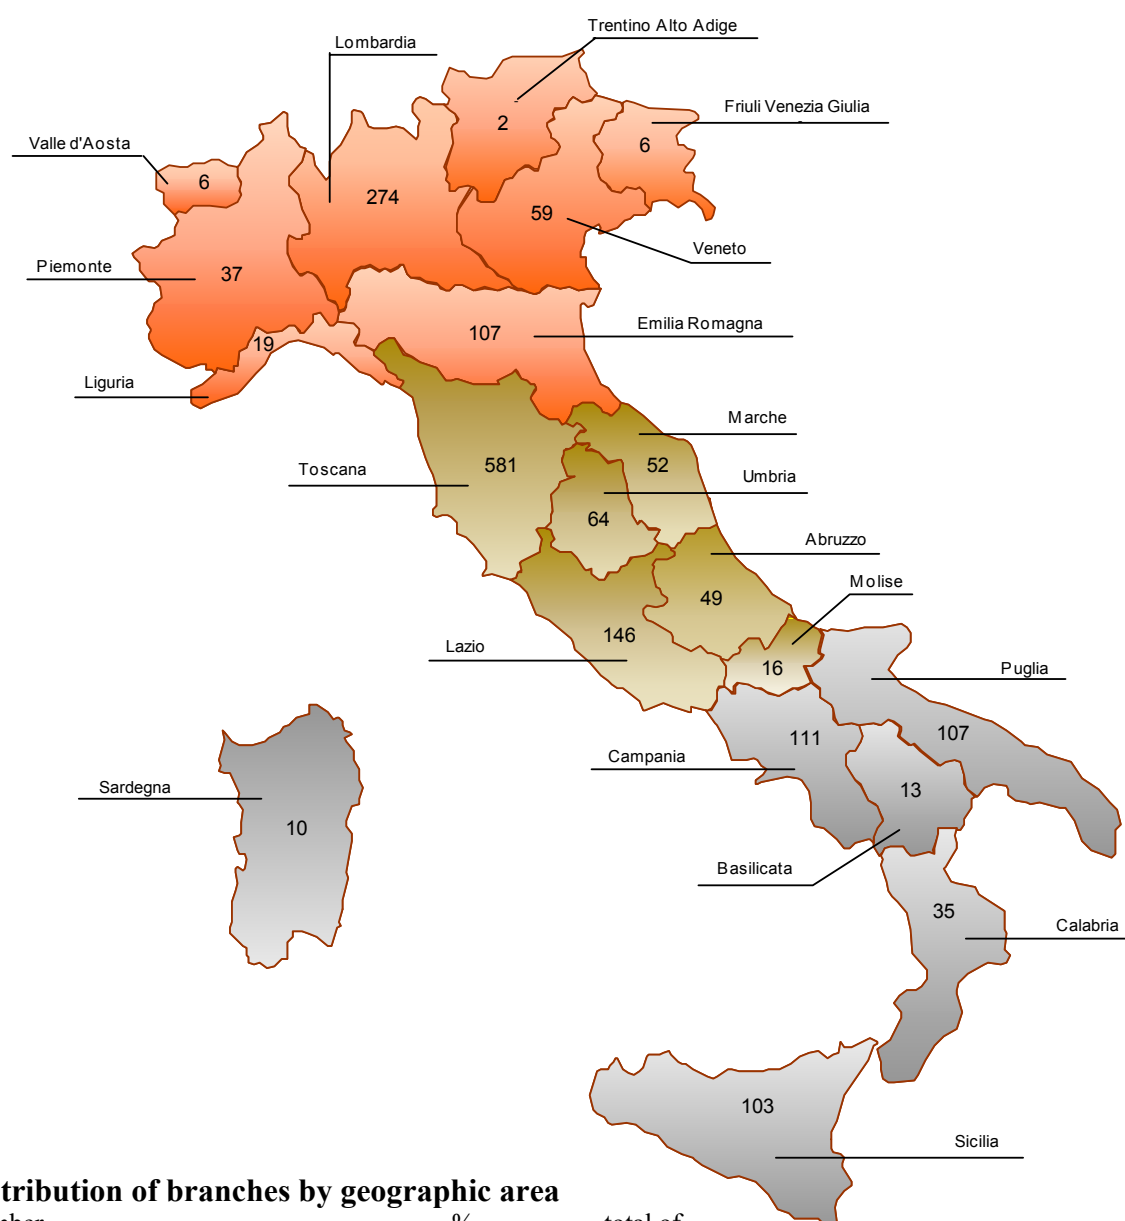 Trentino Alto Adige
Lombardia
Friuli Venezia Giulia
2
Valle d'Aosta
6
6
274
59
Veneto
Piemonte
37
Emilia Romagna
107
19
Liguria
Marche
Toscana
581
52
Umbria
64
Abruzzo
Molise
49
146
Lazio
16
Puglia
111
107
Campania
Sardegna
13
10
Basilicata
35
Calabria
103
Sicilia
tribution of branches by geographic area
% total of